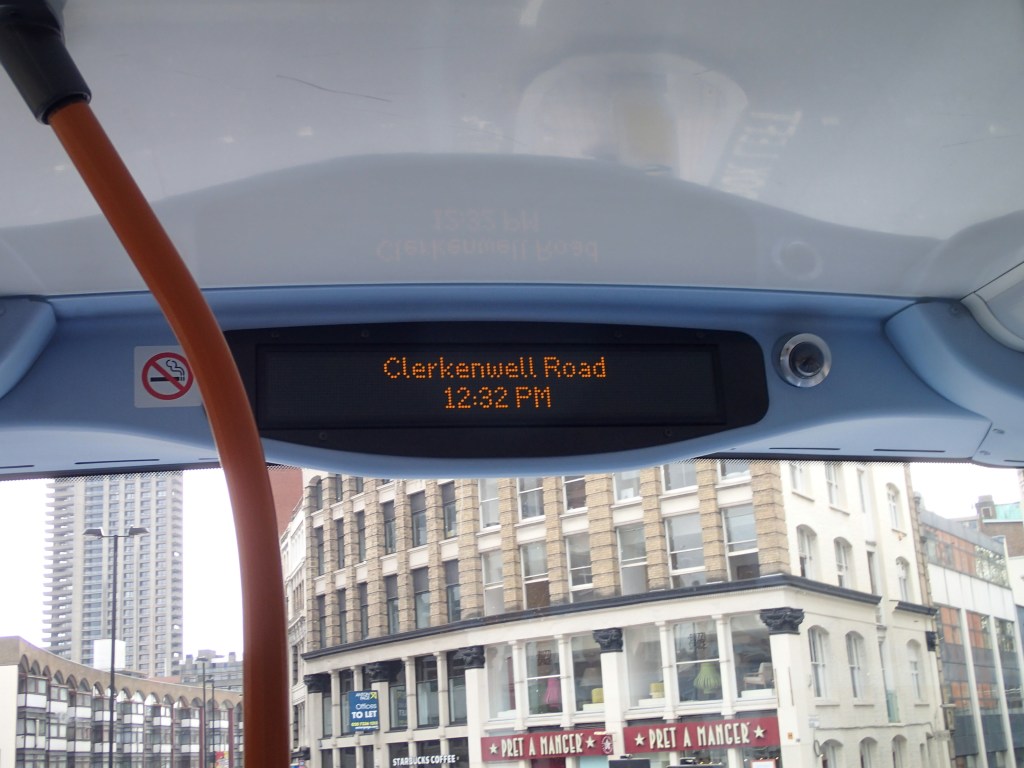 Clerkenwell Road
12:32 PM
Offices
TO LET
STARBUCKS COFFEE
★ PRET A MANGER ★
★ PRET A MANGER ★